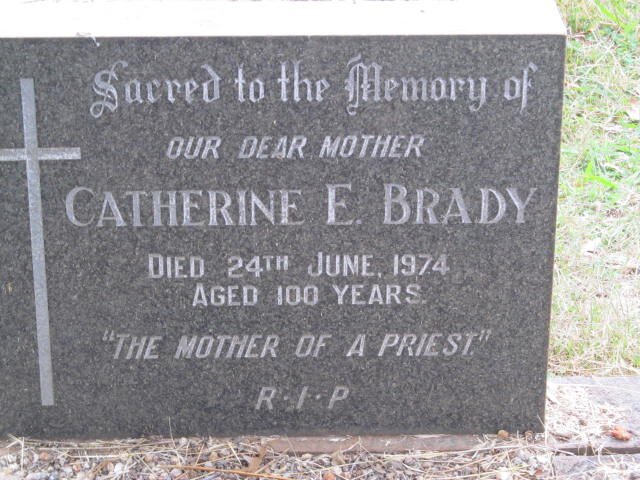 Sacred to the Memory of
OUR DEAR MOTHER
CATHERINE E. BRADY
DIED 24TH JUNE, 1974
AGED 100 YEARS.
"THE MOTHER OF A PRIEST."
R·I·P